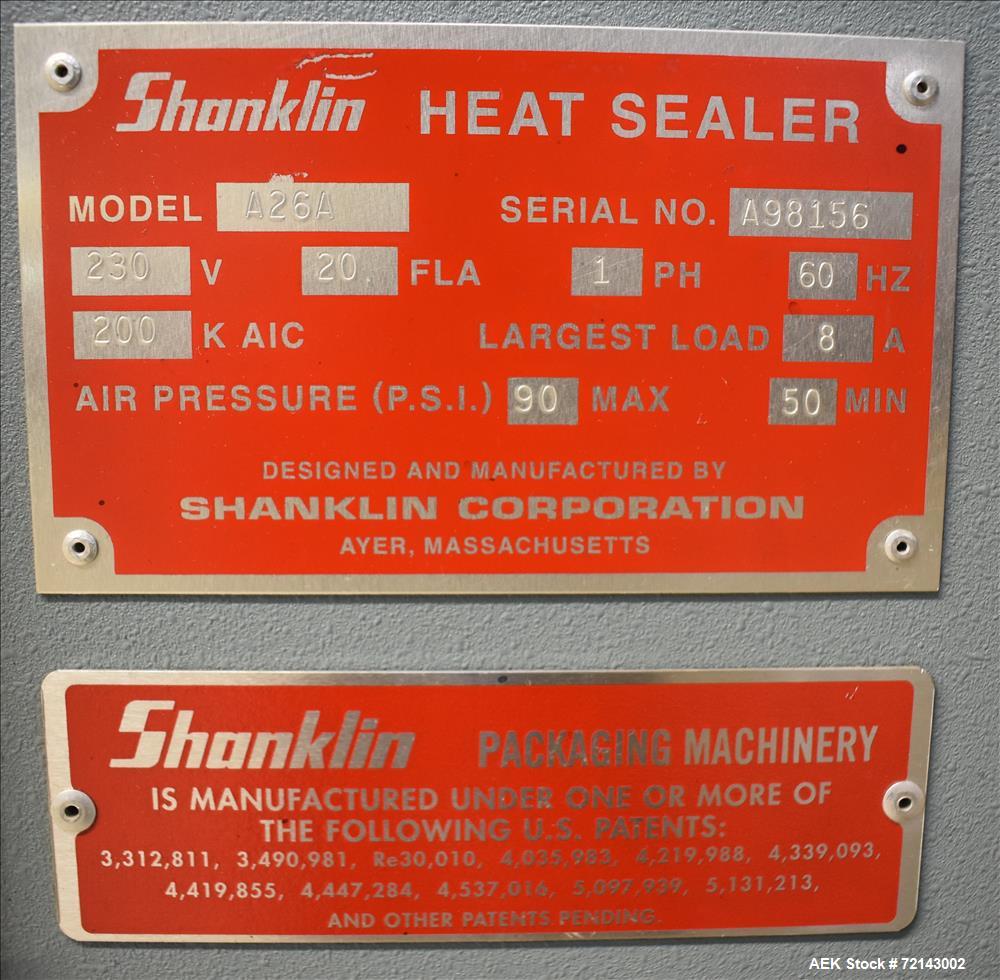 Shanklin HEAT SEALER
MODEL A26A SERIAL NO. A98156
230 V 20. FLA 1 PH 60 HZ
200 K AIC LARGEST LOAD 8 A
AIR PRESSURE (P.S.I.) 90 MAX 50 MIN
DESIGNED AND MANUFACTURED BY
SHANKLIN CORPORATION
AYER, MASSACHUSETTS
Shanklin PACKAGING MACHINERY
IS MANUFACTURED UNDER ONE OR MORE OF
THE FOLLOWING U.S. PATENTS:
3,312,811, 3,490,981, Re30,010, 4,035,983, 4,219,988, 4,339,093,
4,419,855, 4,447,284, 4,537,016, 5,097,939, 5,131,213,
AND OTHER PATENTS PENDING.
AEK Stock # 72143002